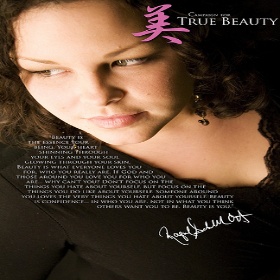 美
CAMPAIGN FOR
TRUE BEAUTY
"BEAUTY IS
THE ESSENCE YOUR
BEING, YOUR HEART
SHINNING THROUGH
YOUR EYES AND YOUR SOUL
GLOWING THROUGH YOUR SKIN.
BEAUTY IS WHAT EVERYONE LOVES YOU
FOR, WHO YOU REALLY ARE. IF GOD AND
THOSE AROUND YOU LOVE YOU FOR WHO YOU
ARE... WHY CAN'T YOU? DON'T FOCUS ON THE
THINGS YOU HATE ABOUT YOURSELF, BUT FOCUS ON THE
THINGS YOU DO LIKE ABOUT YOURSELF. SOMEONE AROUND
YOU LOVES THE VERY THINGS YOU HATE ABOUT YOURSELF. BEAUTY
IS CONFIDENCE... IN WHO YOU ARE, NOT IN WHAT YOU THINK
OTHERS WANT YOU TO BE. BEAUTY IS YOU."